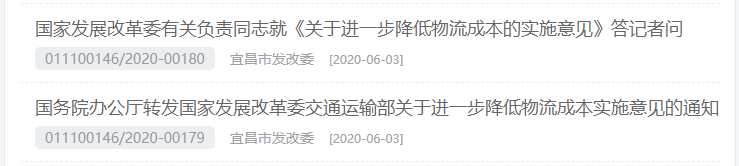 国家发展改革委有关负责同志就《关于进一步降低物流成本的实施意见》答记者问
011100146/2020-00180 宜昌市发改委 [2020-06-03]
国务院办公厅转发国家发展改革委交通运输部关于进一步降低物流成本实施意见的通知
011100146/2020-00179 宜昌市发改委 [2020-06-03]